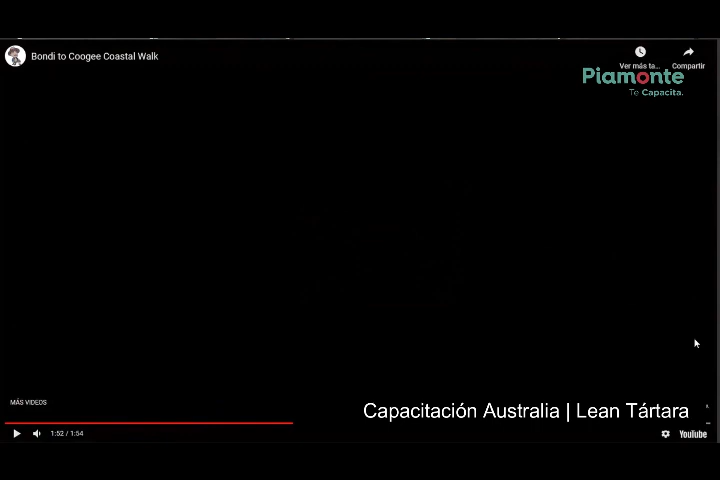 Bondi to Coogee Coastal Walk
Ver más ta...
Compartir
Piamonte
Te Capacita.
MÁS VIDEOS
Capacitación Australia | Lean Tártara
1:52 / 1:54
YouTube